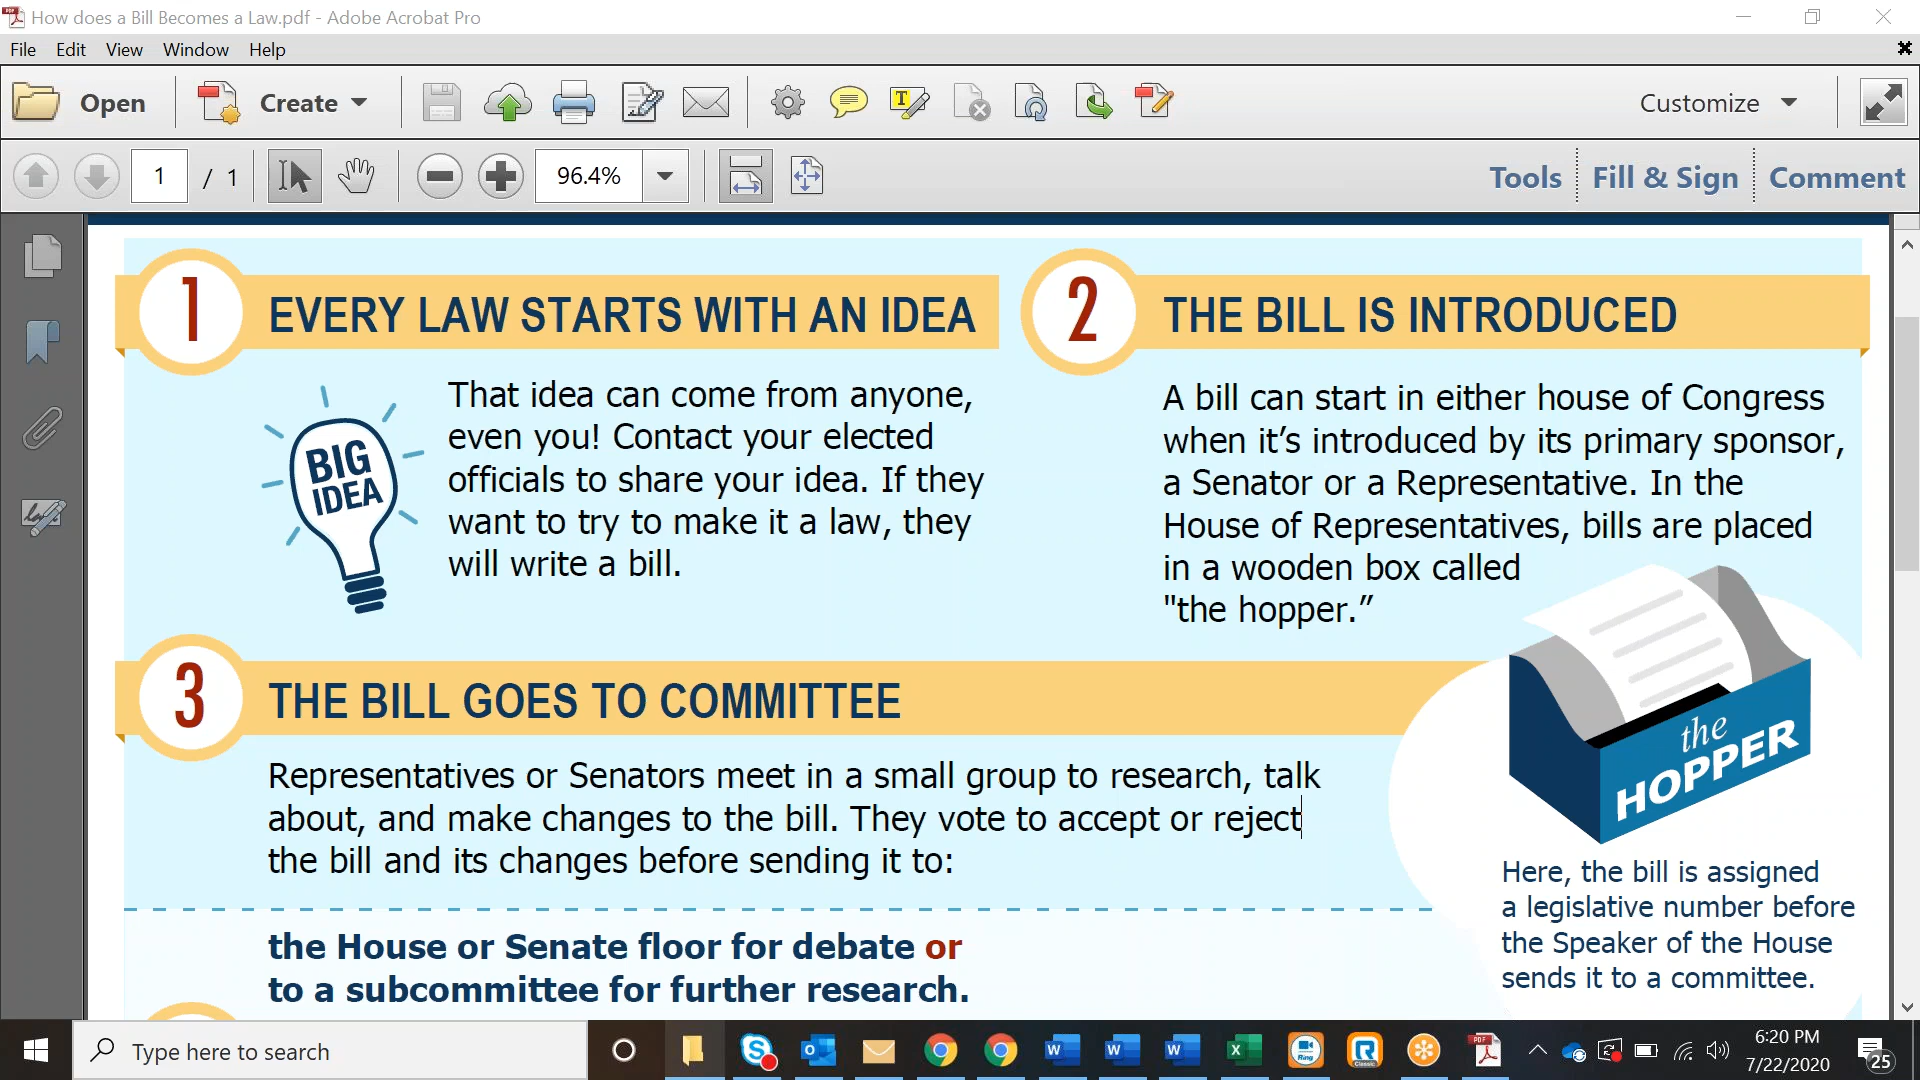 How does a Bill Becomes a Law.pdf - Adobe Acrobat Pro
File Edit View Window Help
Open Create Customize
1 / 1 96.4% Tools Fill & Sign Comment
1 EVERY LAW STARTS WITH AN IDEA
BIG
IDEA
That idea can come from anyone,
even you! Contact your elected
officials to share your idea. If they
want to try to make it a law, they
will write a bill.
2 THE BILL IS INTRODUCED
A bill can start in either house of Congress
when it’s introduced by its primary sponsor,
a Senator or a Representative. In the
House of Representatives, bills are placed
in a wooden box called
"the hopper.”
the
HOPPER
Here, the bill is assigned
a legislative number before
the Speaker of the House
sends it to a committee.
3 THE BILL GOES TO COMMITTEE
Representatives or Senators meet in a small group to research, talk
about, and make changes to the bill. They vote to accept or reject
the bill and its changes before sending it to:
the House or Senate floor for debate or
to a subcommittee for further research.
Type here to search
6:20 PM
7/22/2020
25